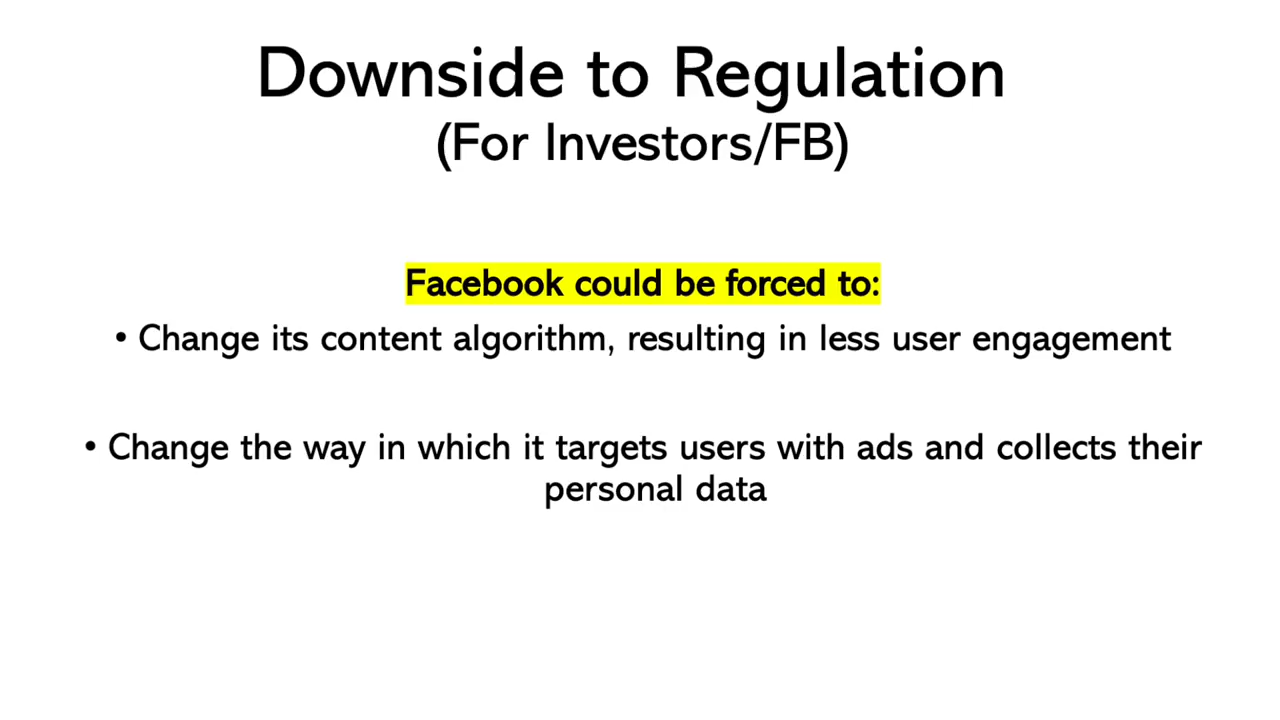 Downside to Regulation
(For Investors/FB)
Facebook could be forced to:
• Change its content algorithm, resulting in less user engagement
• Change the way in which it targets users with ads and collects their
personal data